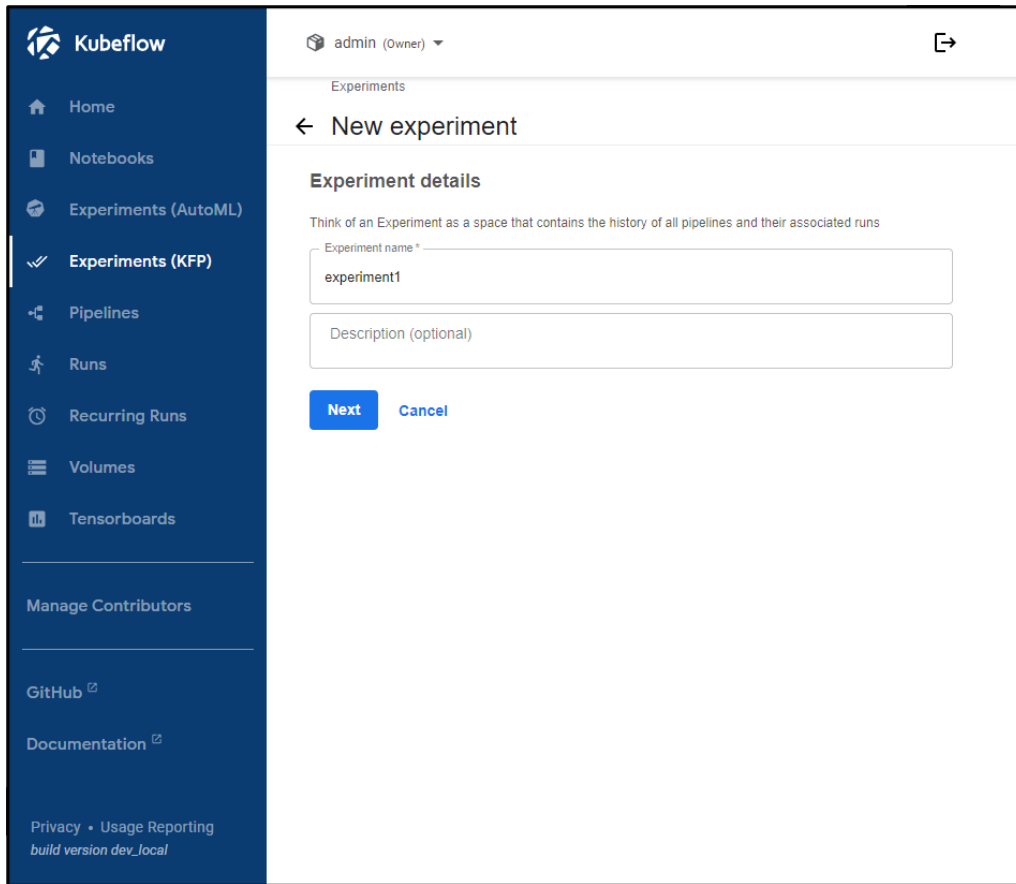 Kubeflow
Home
Notebooks
Experiments (AutoML)
Experiments (KFP)
Pipelines
Runs
Recurring Runs
Volumes
Tensorboards
Manage Contributors
GitHub
Documentation
Privacy • Usage Reporting
build version dev_local
admin (Owner)
Experiments
New experiment
Experiment details
Think of an Experiment as a space that contains the history of all pipelines and their associated runs
Experiment name *
experiment1
Description (optional)
Next Cancel